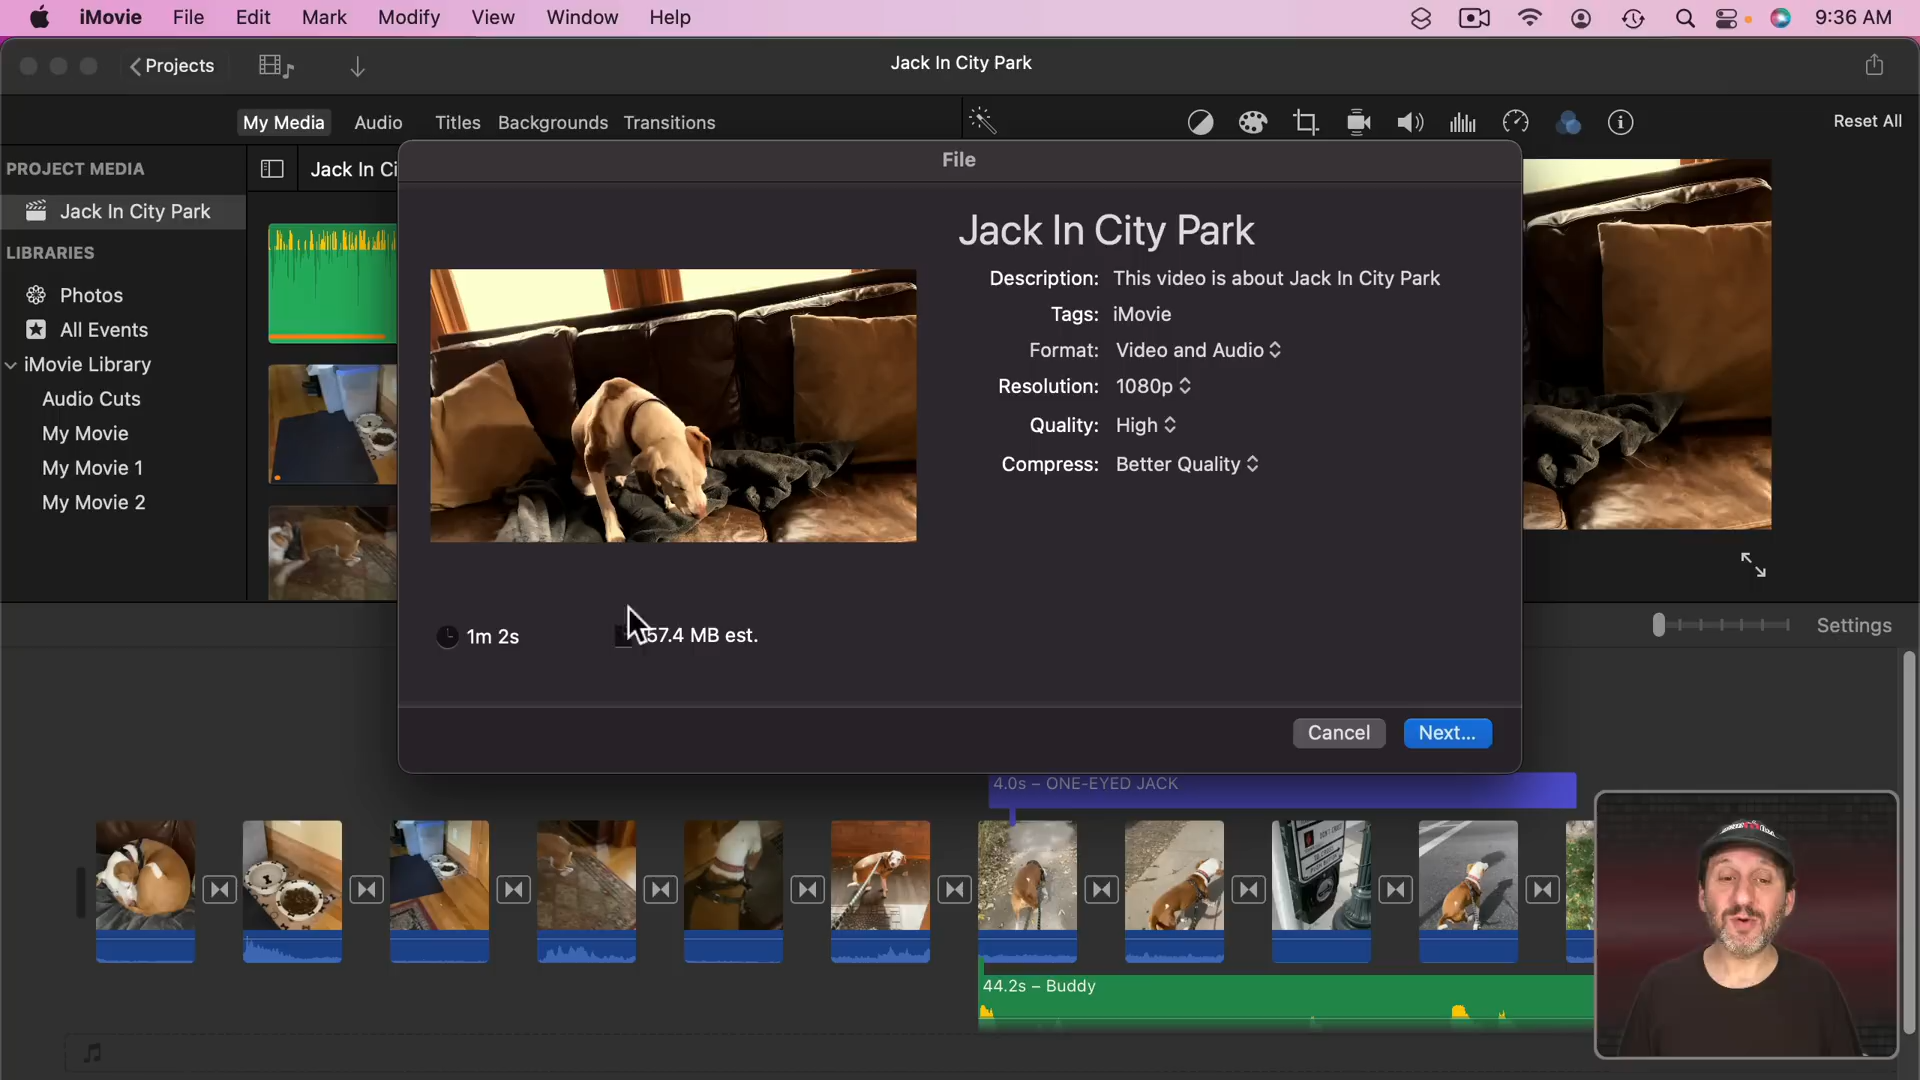 iMovie File Edit Mark Modify View Window Help 9:36 AM
Projects
Jack In City Park
My Media Audio Titles Backgrounds Transitions
Reset All
PROJECT MEDIA
Jack In City Park
LIBRARIES
Photos
All Events
iMovie Library
Audio Cuts
My Movie
My Movie 1
My Movie 2
Jack In Ci
File
Jack In City Park
Description: This video is about Jack In City Park
Tags: iMovie
Format: Video and Audio
Resolution: 1080p
Quality: High
Compress: Better Quality
1m 2s
57.4 MB est.
Cancel
Next...
Settings
4.0s – ONE-EYED JACK
44.2s – Buddy